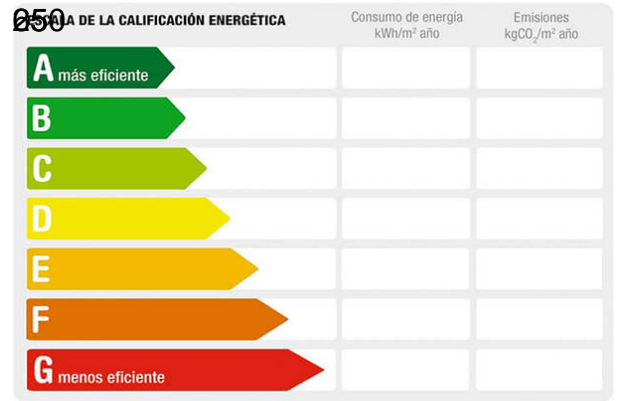 ESCALA DE LA CALIFICACIÓN ENERGÉTICA
Consumo de energía
kWh/m² año
Emisiones
kgCO₂/m² año
A más eficiente
B
C
D
E
F
G menos eficiente